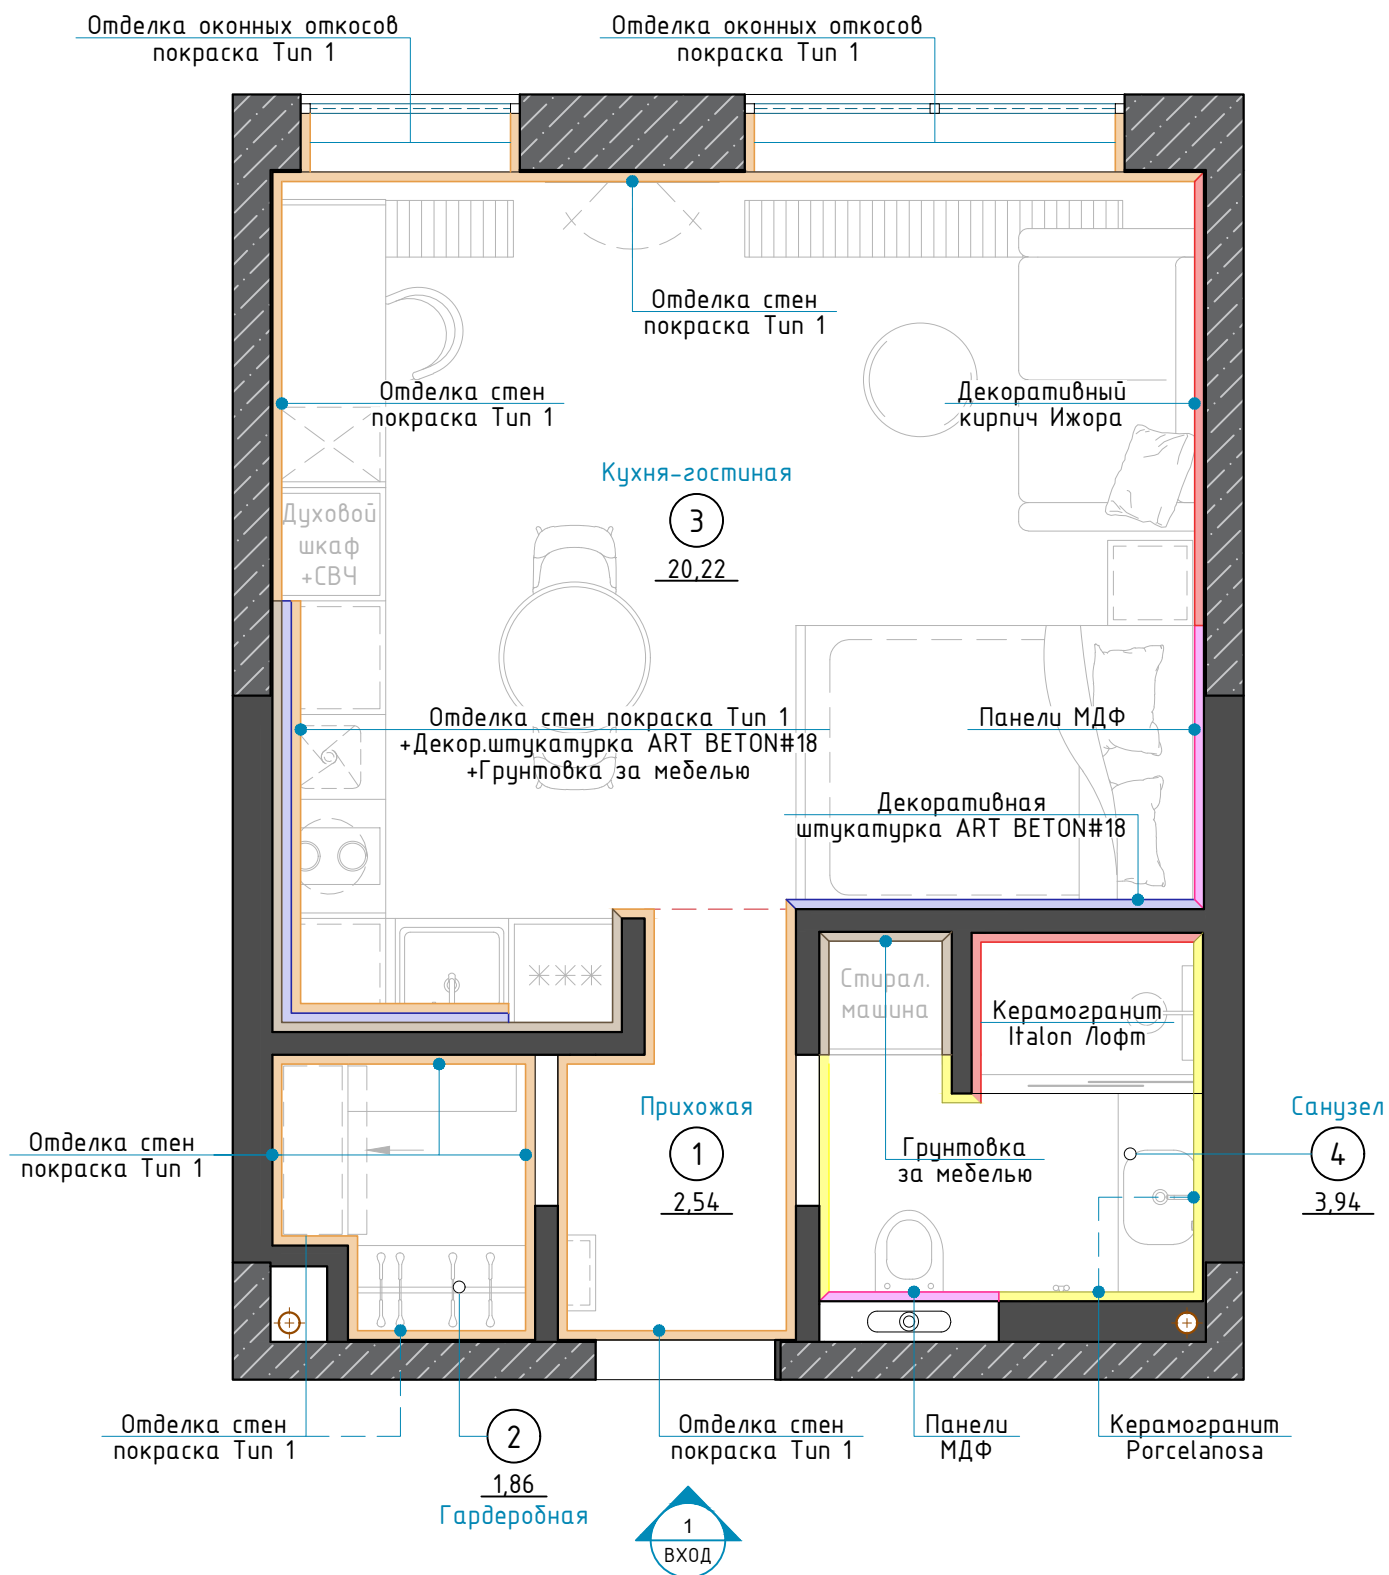 Отделка оконных откосов
покраска Тип 1
Отделка оконных откосов
покраска Тип 1
Отделка стен
покраска Тип 1
Отделка стен
покраска Тип 1
Декоративный
кирпич Ижора
Кухня-гостиная
3
20,22
Духовой
шкаф
+СВЧ
Отделка стен покраска Тип 1
+Декор.штукатурка ART BETON#18
+Грунтовка за мебелью
Панели МДФ
Декоративная
штукатурка ART BETON#18
Стирал.
машина
Керамогранит
Italon Лофт
Прихожая
1
2,54
Санузел
4
3,94
Отделка стен
покраска Тип 1
Грунтовка
за мебелью
Отделка стен
покраска Тип 1
2
1,86
Гардеробная
Отделка стен
покраска Тип 1
Панели
МДФ
Керамогранит
Porcelanosa
1
ВХОД